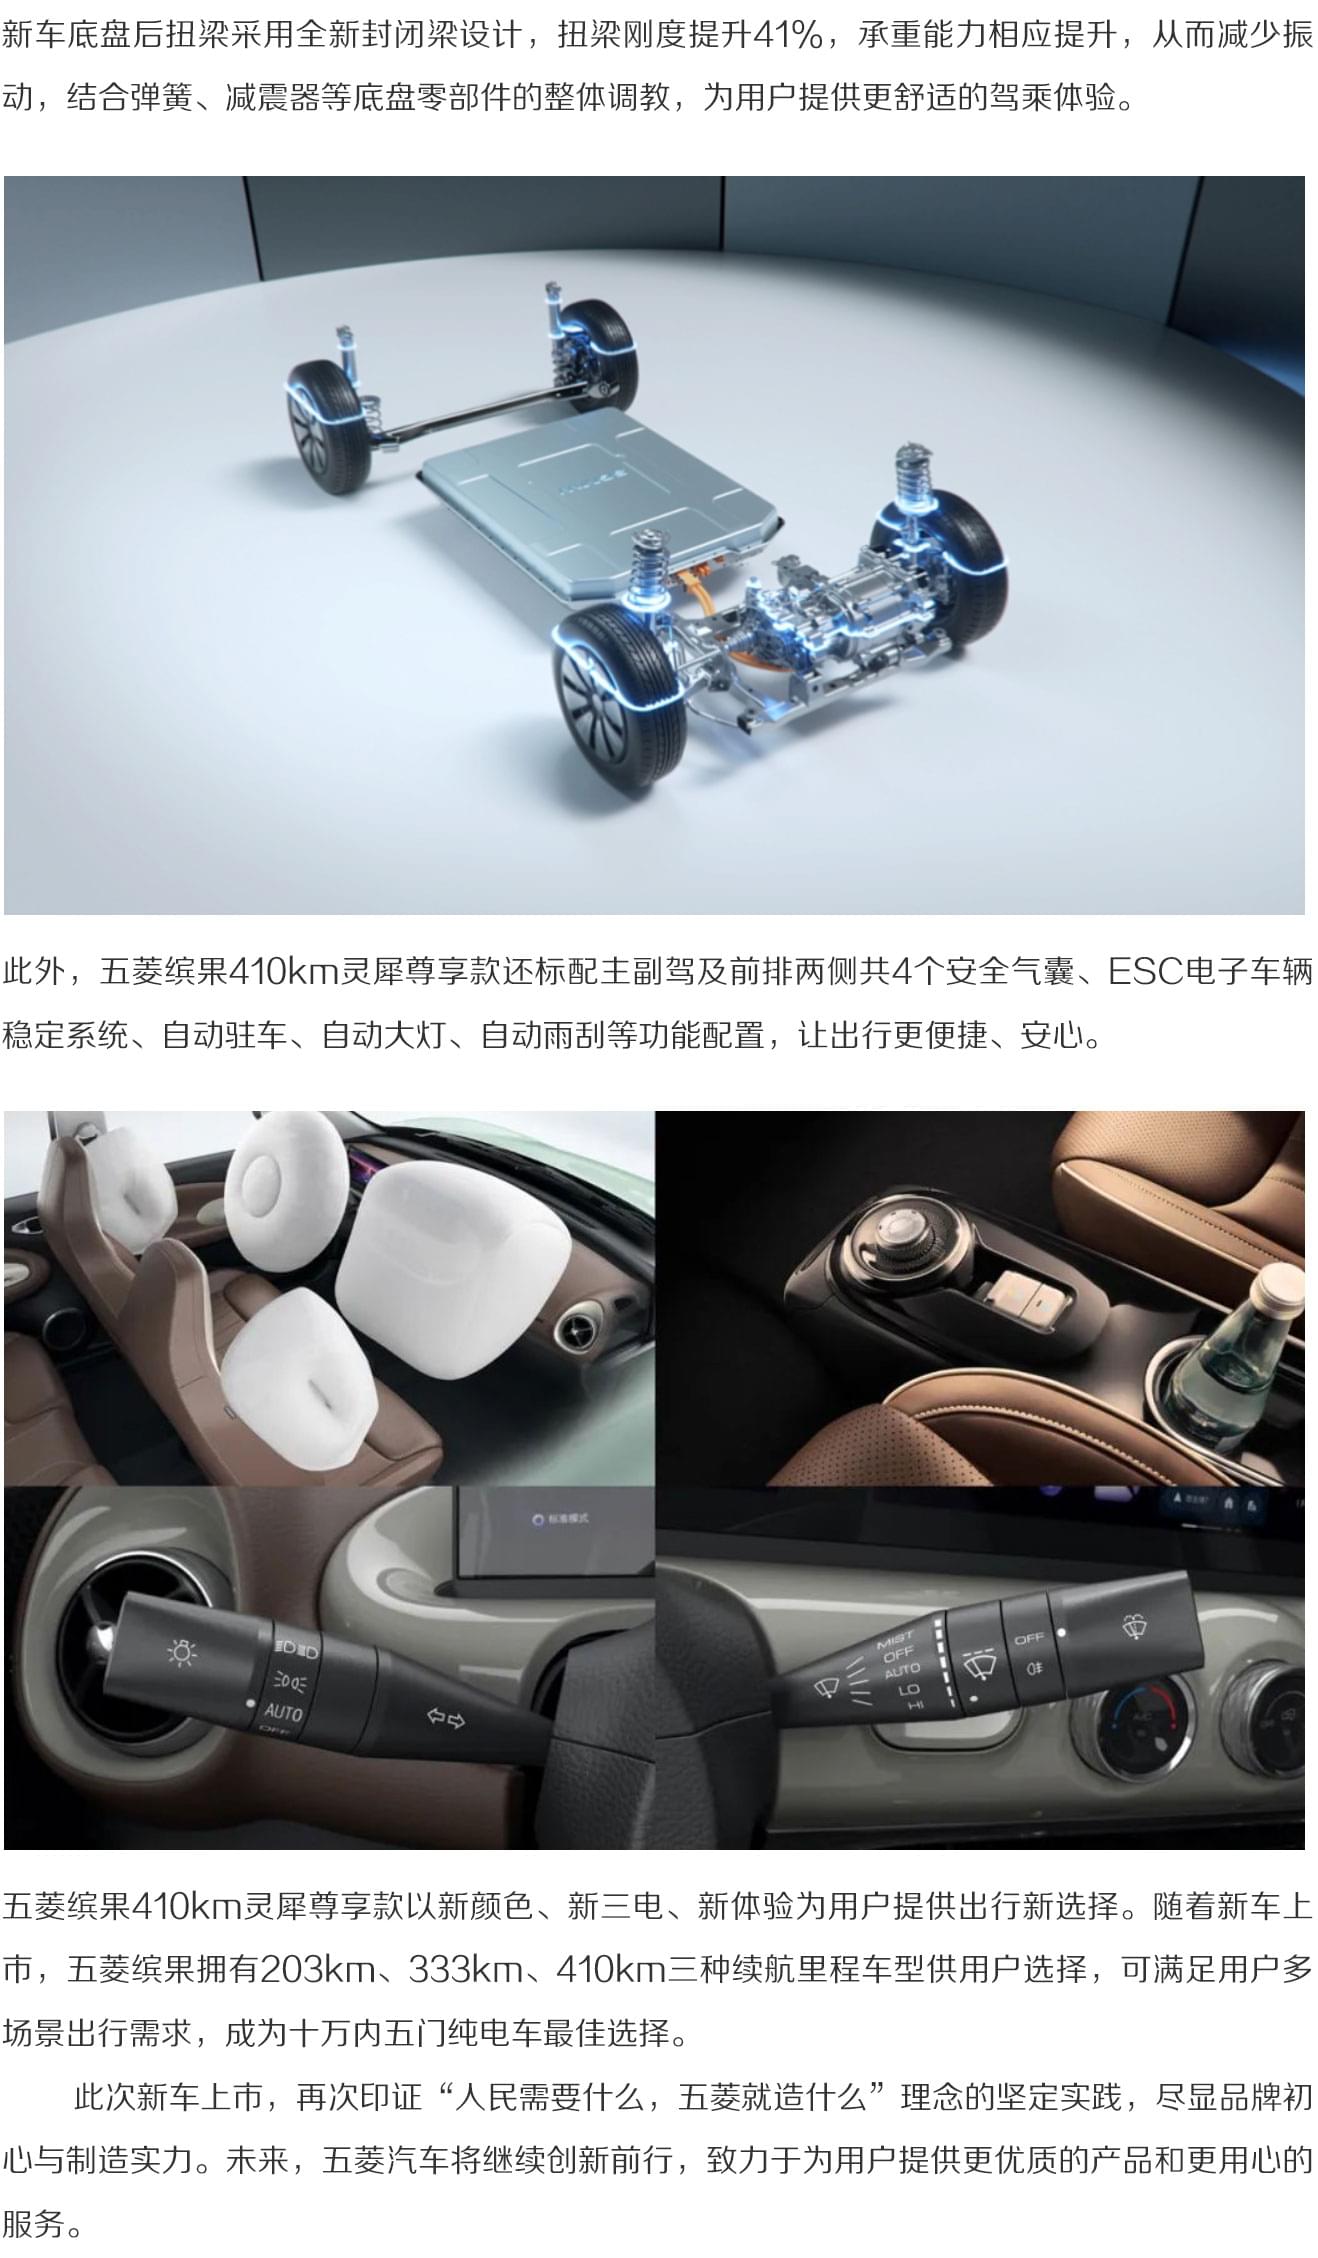 新车底盘后扭梁采用全新封闭梁设计，扭梁刚度提升41%，承重能力相应提升，从而减少振
动，结合弹簧、减震器等底盘零部件的整体调教，为用户提供更舒适的驾乘体验。
此外，五菱缤果410km灵犀尊享款还标配主副驾及前排两侧共4个安全气囊、ESC电子车辆
稳定系统、自动驻车、自动大灯、自动雨刮等功能配置，让出行更便捷、安心。
标准模式
AUTO
OFF
MIST
OFF
AUTO
LO
HI
OFF
A/C
五菱缤果410km灵犀尊享款以新颜色、新三电、新体验为用户提供出行新选择。随着新车上
市，五菱缤果拥有203km、333km、410km三种续航里程车型供用户选择，可满足用户多
场景出行需求，成为十万内五门纯电车最佳选择。
此次新车上市，再次印证“人民需要什么，五菱就造什么”理念的坚定实践，尽显品牌初
心与制造实力。未来，五菱汽车将继续创新前行，致力于为用户提供更优质的产品和更用心的
服务。